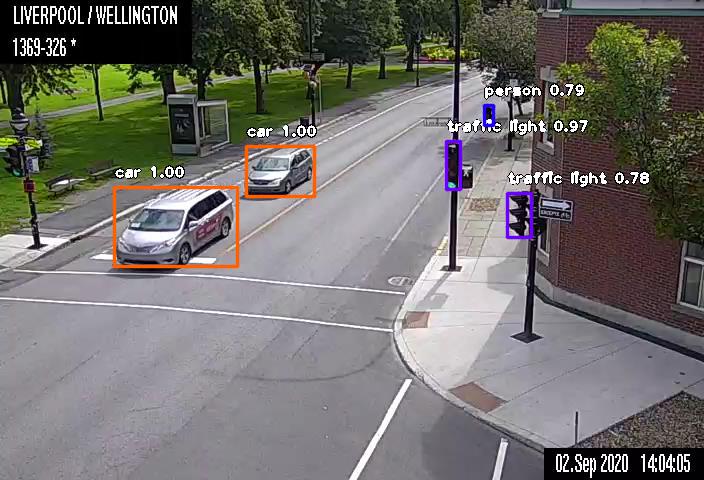 LIVERPOOL / WELLINGTON
1369-326 *
person 0.79
traffic light 0.97
car 1.00
car 1.00
traffic light 0.78
02.Sep 2020 14:04:05